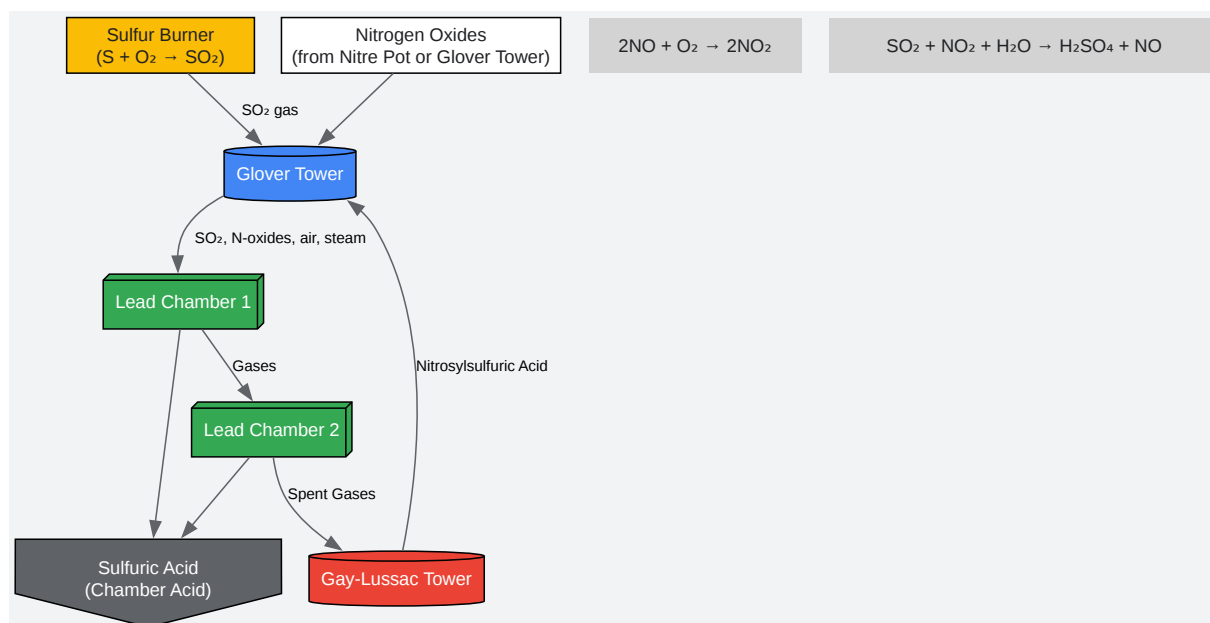 Sulfur Burner
(S + O₂ → SO₂)
Nitrogen Oxides
(from Nitre Pot or Glover Tower)
2NO + O₂ → 2NO₂
SO₂ + NO₂ + H₂O → H₂SO₄ + NO
SO₂ gas
Glover Tower
SO₂, N-oxides, air, steam
Lead Chamber 1
Gases
Nitrosylsulfuric Acid
Lead Chamber 2
Spent Gases
Sulfuric Acid
(Chamber Acid)
Gay-Lussac Tower